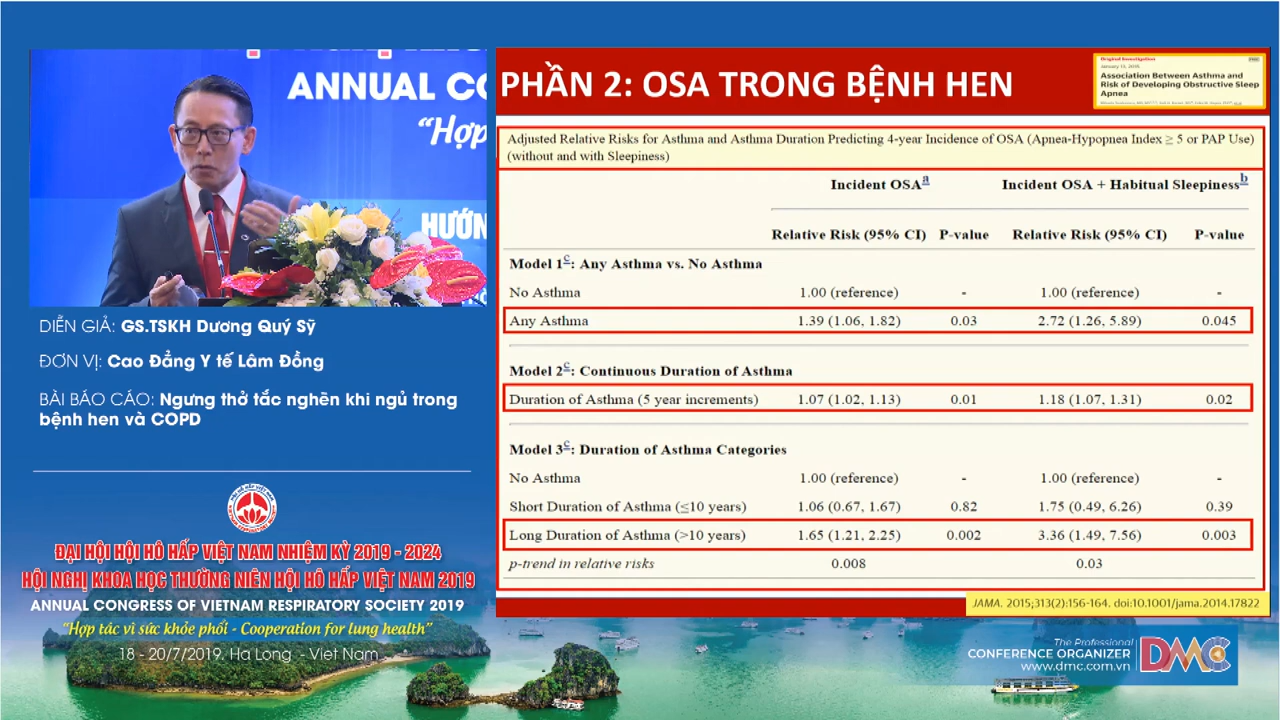 ANNUAL CO
“Hợp
HƯỚN
DIỄN GIẢ: GS.TSKH Dương Quý Sỹ
ĐƠN VỊ: Cao Đẳng Y tế Lâm Đồng
BÀI BÁO CÁO: Ngưng thở tắc nghẽn khi ngủ trong
bệnh hen và COPD
ĐẠI HỘI HỘI HÔ HẤP VIỆT NAM NHIỆM KỲ 2019 - 2024
HỘI NGHỊ KHOA HỌC THƯỜNG NIÊN HỘI HÔ HẤP VIỆT NAM 2019
ANNUAL CONGRESS OF VIETNAM RESPIRATORY SOCIETY 2019
“Hợp tác vì sức khỏe phổi - Cooperation for lung health”
18 - 20/7/2019. Ha Long - Viet Nam
PHẦN 2: OSA TRONG BỆNH HEN
Original Investigation
January 13, 2015
Association Between Asthma and
Risk of Developing Obstructive Sleep
Apnea
Adjusted Relative Risks for Asthma and Asthma Duration Predicting 4-year Incidence of OSA (Apnea-Hypopnea Index ≥ 5 or PAP Use)
(without and with Sleepiness)
Incident OSAa Incident OSA + Habitual Sleepinessb
Relative Risk (95% CI) P-value Relative Risk (95% CI) P-value
Model 1c: Any Asthma vs. No Asthma
No Asthma 1.00 (reference) - 1.00 (reference) -
Any Asthma 1.39 (1.06, 1.82) 0.03 2.72 (1.26, 5.89) 0.045
Model 2c: Continuous Duration of Asthma
Duration of Asthma (5 year increments) 1.07 (1.02, 1.13) 0.01 1.18 (1.07, 1.31) 0.02
Model 3c: Duration of Asthma Categories
No Asthma 1.00 (reference) - 1.00 (reference) -
Short Duration of Asthma (≤10 years) 1.06 (0.67, 1.67) 0.82 1.75 (0.49, 6.26) 0.39
Long Duration of Asthma (>10 years) 1.65 (1.21, 2.25) 0.002 3.36 (1.49, 7.56) 0.003
p-trend in relative risks 0.008 0.03
JAMA. 2015;313(2):156-164. doi:10.1001/jama.2014.17822
The Professional
CONFERENCE ORGANIZER
www.dmc.com.vn
DMC